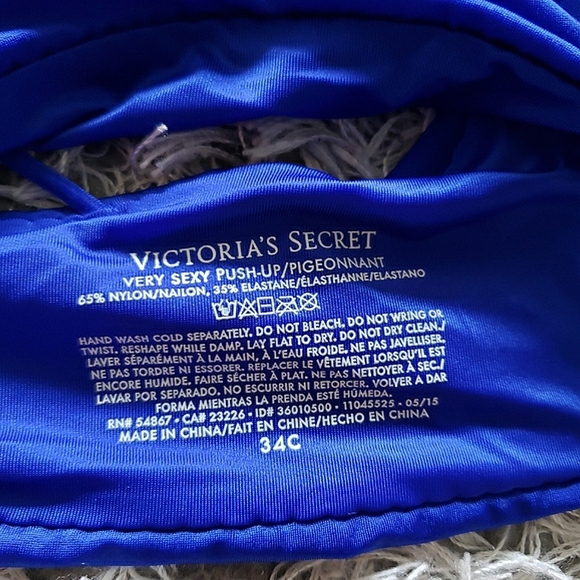 VICTORIA'S SECRET
VERY SEXY PUSH-UP/PIGEONNANT
65% NYLON/NAILON, 35% ELASTANE/ÉLASTHANNE/ELASTANO
HAND WASH COLD SEPARATELY. DO NOT BLEACH. DO NOT WRING OR
TWIST. RESHAPE WHILE DAMP. LAY FLAT TO DRY. DO NOT DRY CLEAN./
LAVER SÉPARÉMENT À LA MAIN, À L'EAU FROIDE, NE PAS JAVELLISER.
NE PAS TORDRE NI ESSORER. REPLACER LE VÊTEMENT LORSQU'IL EST
ENCORE HUMIDE. FAIRE SÉCHER À PLAT. NE PAS NETTOYER À SEC./
LAVAR POR SEPARADO. NO ESCURRIR NI RETORCER. VOLVER A DAR
FORMA MIENTRAS LA PRENDA ESTÉ HÚMEDA.
RN# 54867 • CA# 23226 • ID# 36010500 • 11045525 • 05/15
MADE IN CHINA/FAIT EN CHINE/HECHO EN CHINA
34C